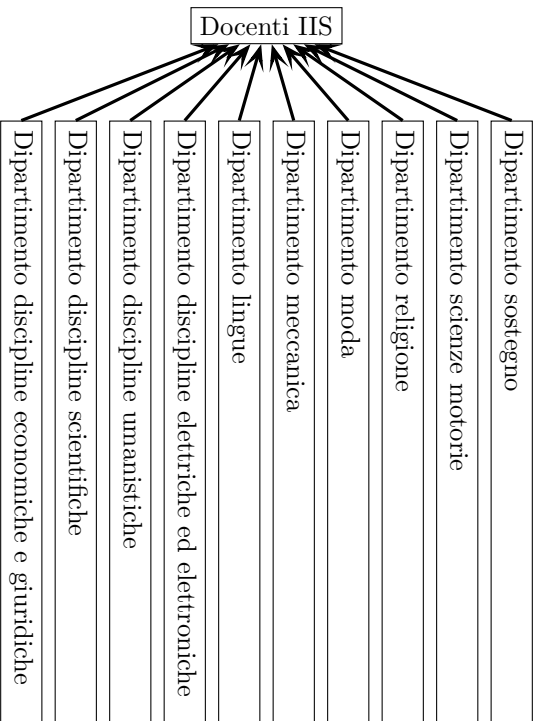 Docenti IIS
Dipartimento discipline economiche e giuridiche
Dipartimento discipline scientifiche
Dipartimento discipline umanistiche
Dipartimento discipline elettriche ed elettroniche
Dipartimento lingue
Dipartimento meccanica
Dipartimento moda
Dipartimento religione
Dipartimento scienze motorie
Dipartimento sostegno